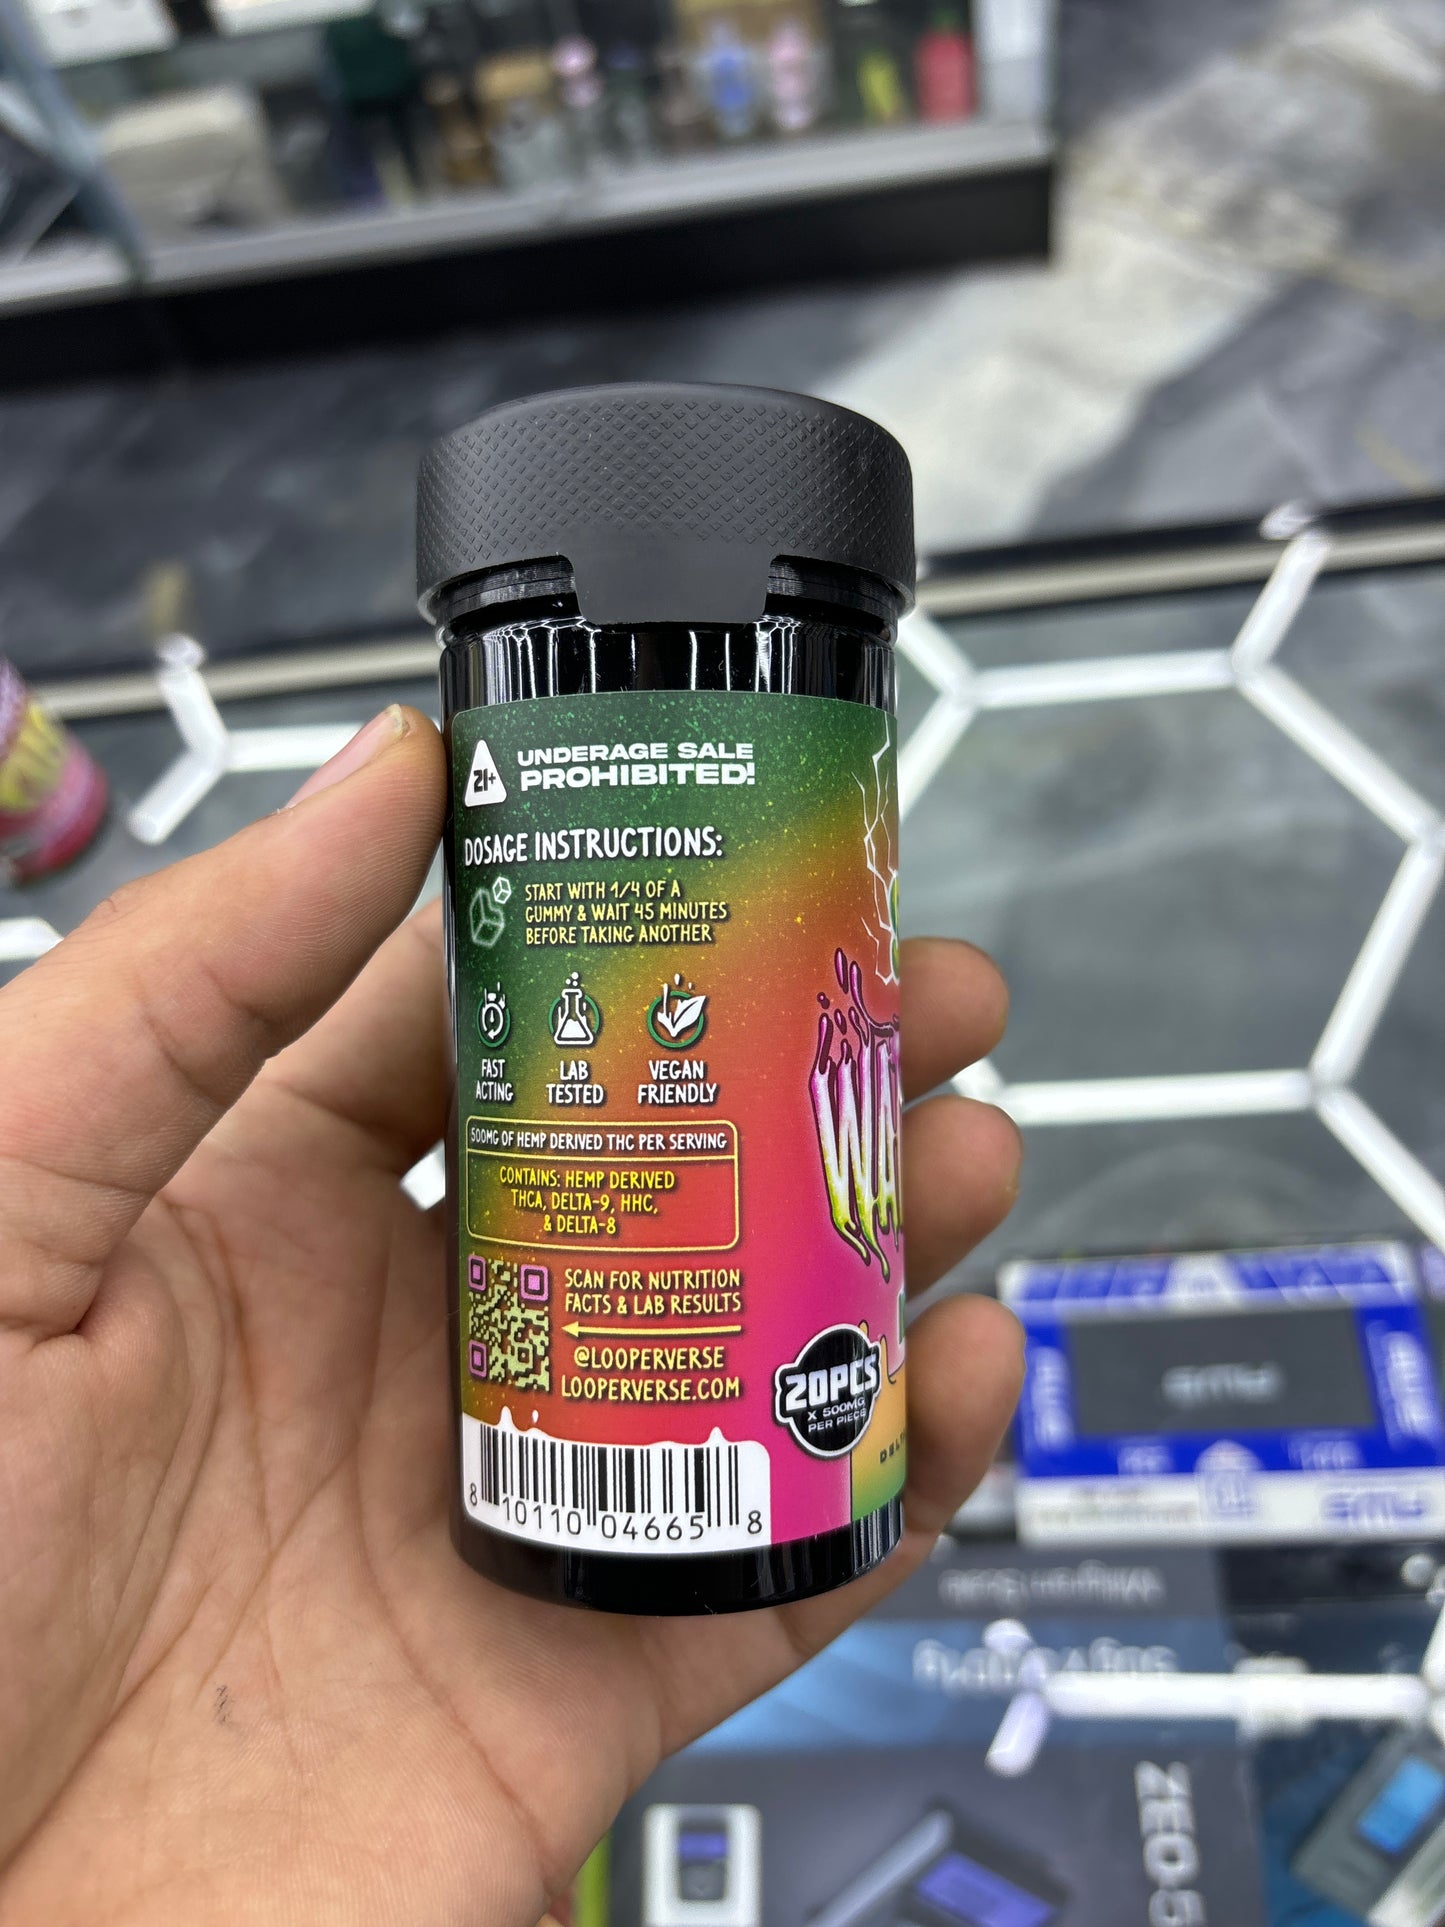 21+
UNDERAGE SALE
PROHIBITED!
DOSAGE INSTRUCTIONS:
START WITH 1/4 OF A
GUMMY & WAIT 45 MINUTES
BEFORE TAKING ANOTHER
FAST
ACTING
LAB
TESTED
VEGAN
FRIENDLY
500MG OF HEMP DERIVED THC PER SERVING
CONTAINS: HEMP DERIVED
THCA, DELTA-9, HHC,
& DELTA-8
SCAN FOR NUTRITION
FACTS & LAB RESULTS
@LOOPERVERSE
LOOPERVERSE.COM
20PCS
X 500MG
PER PIECE
8 10110 04665 8